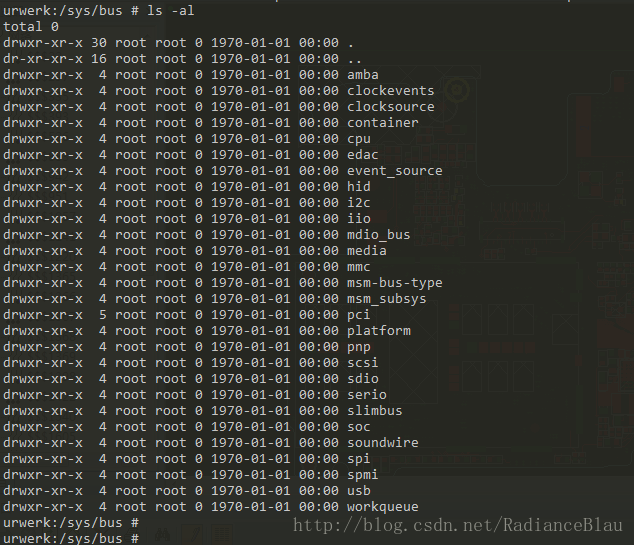 urwerk:/sys/bus # ls -al
total 0
drwxr-xr-x 30 root root 0 1970-01-01 00:00 .
dr-xr-xr-x 16 root root 0 1970-01-01 00:00 ..
drwxr-xr-x  4 root root 0 1970-01-01 00:00 amba
drwxr-xr-x  4 root root 0 1970-01-01 00:00 clockevents
drwxr-xr-x  4 root root 0 1970-01-01 00:00 clocksource
drwxr-xr-x  4 root root 0 1970-01-01 00:00 container
drwxr-xr-x  4 root root 0 1970-01-01 00:00 cpu
drwxr-xr-x  4 root root 0 1970-01-01 00:00 edac
drwxr-xr-x  4 root root 0 1970-01-01 00:00 event_source
drwxr-xr-x  4 root root 0 1970-01-01 00:00 hid
drwxr-xr-x  4 root root 0 1970-01-01 00:00 i2c
drwxr-xr-x  4 root root 0 1970-01-01 00:00 iio
drwxr-xr-x  4 root root 0 1970-01-01 00:00 mdio_bus
drwxr-xr-x  4 root root 0 1970-01-01 00:00 media
drwxr-xr-x  4 root root 0 1970-01-01 00:00 mmc
drwxr-xr-x  4 root root 0 1970-01-01 00:00 msm-bus-type
drwxr-xr-x  4 root root 0 1970-01-01 00:00 msm_subsys
drwxr-xr-x  5 root root 0 1970-01-01 00:00 pci
drwxr-xr-x  4 root root 0 1970-01-01 00:00 platform
drwxr-xr-x  4 root root 0 1970-01-01 00:00 pnp
drwxr-xr-x  4 root root 0 1970-01-01 00:00 scsi
drwxr-xr-x  4 root root 0 1970-01-01 00:00 sdio
drwxr-xr-x  4 root root 0 1970-01-01 00:00 serio
drwxr-xr-x  4 root root 0 1970-01-01 00:00 slimbus
drwxr-xr-x  4 root root 0 1970-01-01 00:00 soc
drwxr-xr-x  4 root root 0 1970-01-01 00:00 soundwire
drwxr-xr-x  4 root root 0 1970-01-01 00:00 spi
drwxr-xr-x  4 root root 0 1970-01-01 00:00 spmi
drwxr-xr-x  4 root root 0 1970-01-01 00:00 usb
drwxr-xr-x  4 root root 0 1970-01-01 00:00 workqueue
urwerk:/sys/bus #
http://blog.csdn.net/RadianceBlau
urwerk:/sys/bus #